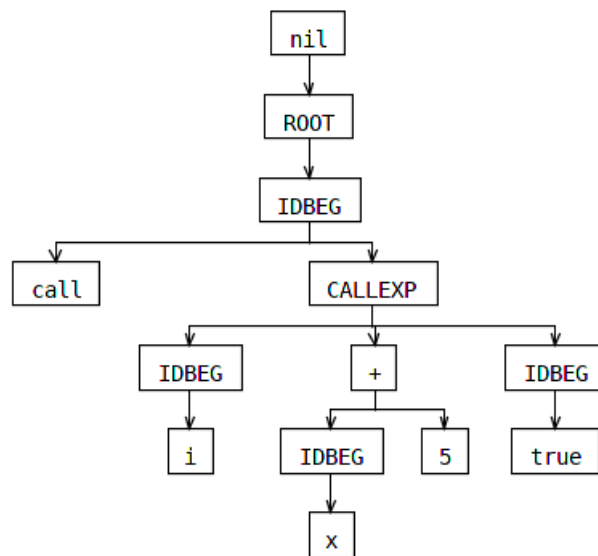 nil
ROOT
IDBEG
call CALLEXP
IDBEG + IDBEG
i IDBEG 5 true
x